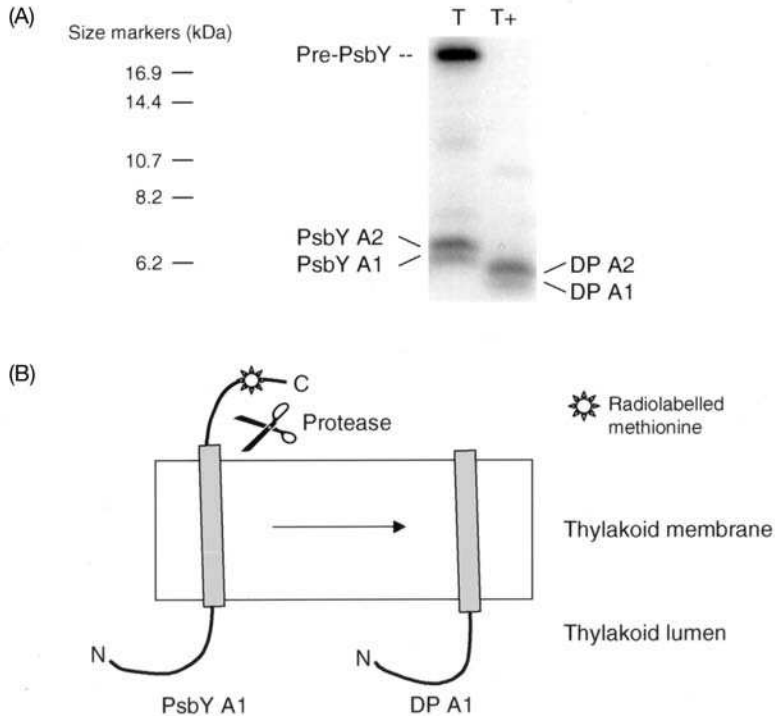 (A)
T T+
Size markers (kDa)
Pre-PsbY --
16.9 —
14.4 —
10.7 —
8.2 —
6.2 —
PsbY A2
PsbY A1
DP A2
DP A1
(B)
C
Protease
Radiolabelled
methionine
Thylakoid membrane
Thylakoid lumen
N
N
PsbY A1
DP A1